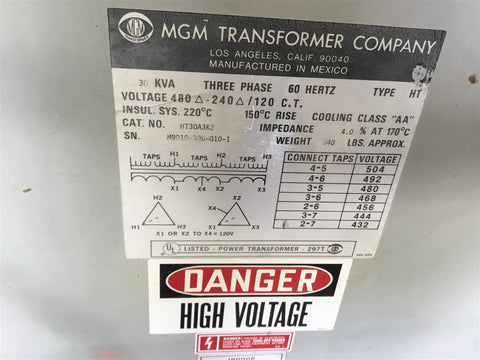 MGM TRANSFORMER COMPANY
LOS ANGELES, CALIF. 90040
MANUFACTURED IN MEXICO
30 KVA THREE PHASE 60 HERTZ TYPE HT
VOLTAGE 480 Δ-240 Δ/120 C.T.
INSUL. SYS. 220°C 150°C RISE COOLING CLASS "AA"
CAT. NO. HT30A3K2 IMPEDANCE 4.0 % AT 170°C
SN. WEIGHT 340 LBS. APPROX.
H1 H2 H3
TAPS TAPS TAPS
X1 X4 X2 X3
H2 X2
H1 H3 X1 X4 X3
X1 OR X2 TO X4 = 120V
CONNECT TAPS VOLTAGE
4-5 504
4-6 492
3-5 480
3-6 468
2-6 456
3-7 444
2-7 432
UL LISTED - POWER TRANSFORMER - 297T
DANGER
HIGH VOLTAGE
DANGER
INDOOR